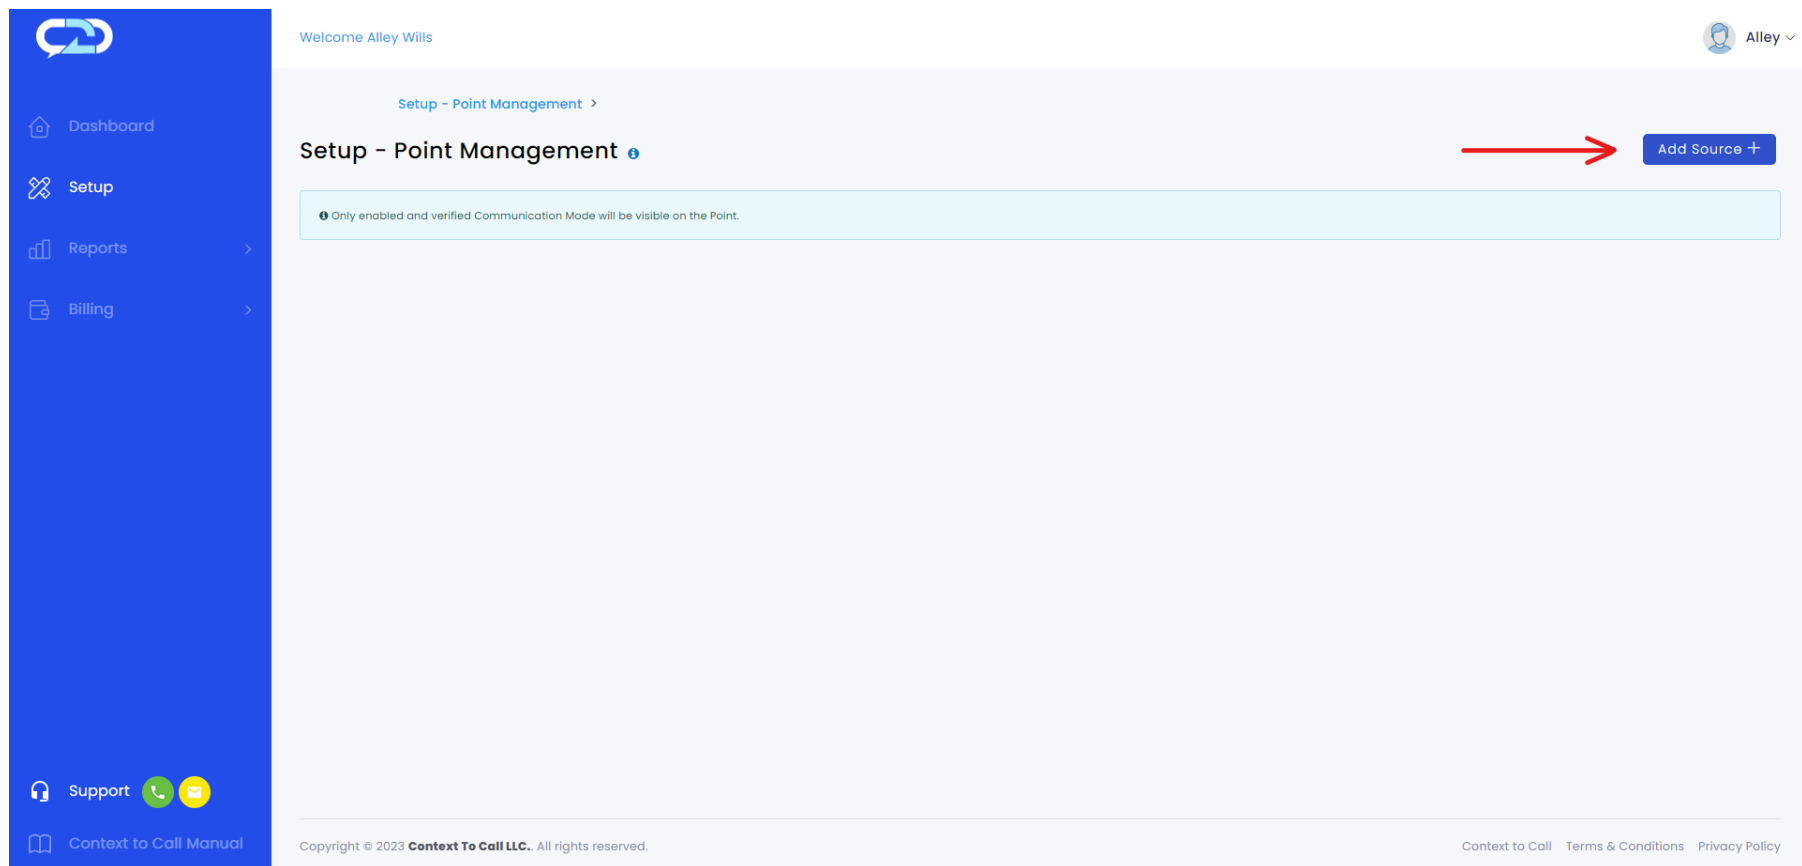 Welcome Alley Wills
Alley
Dashboard
Setup
Reports
Billing
Support
Context to Call Manual
Setup - Point Management >
Setup - Point Management
Add Source +
Only enabled and verified Communication Mode will be visible on the Point.
Copyright © 2023 Context To Call LLC.. All rights reserved.
Context to Call Terms & Conditions Privacy Policy